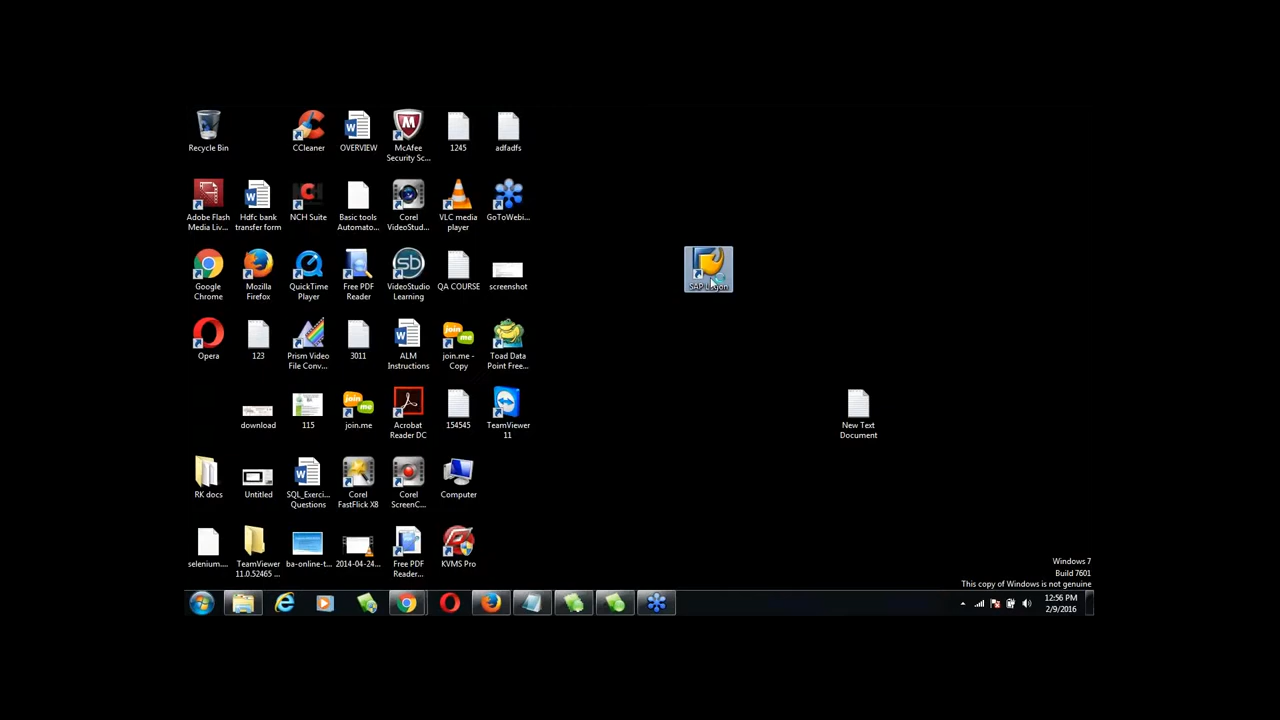 Recycle Bin
CCleaner
OVERVIEW
McAfee
Security Sc...
1245
adfadfs
Adobe Flash
Media Liv...
Hdfc bank
transfer form
NCH Suite
Basic tools
Automato...
Corel
VideoStud...
VLC media
player
GoToWebi...
Google
Chrome
Mozilla
Firefox
QuickTime
Player
Free PDF
Reader
VideoStudio
Learning
QA COURSE
screenshot
SAP Logon
Opera
123
Prism Video
File Conv...
3011
ALM
Instructions
join.me -
Copy
Toad Data
Point Free...
download
115
join.me
Acrobat
Reader DC
154545
TeamViewer
11
New Text
Document
RK docs
Untitled
SQL_Exerci...
Questions
Corel
FastFlick X8
Corel
ScreenC...
Computer
selenium....
TeamViewer
11.0.52465 ...
ba-online-t...
2014-04-24...
Free PDF
Reader...
KVMS Pro
Windows 7
Build 7601
This copy of Windows is not genuine
12:56 PM
2/9/2016